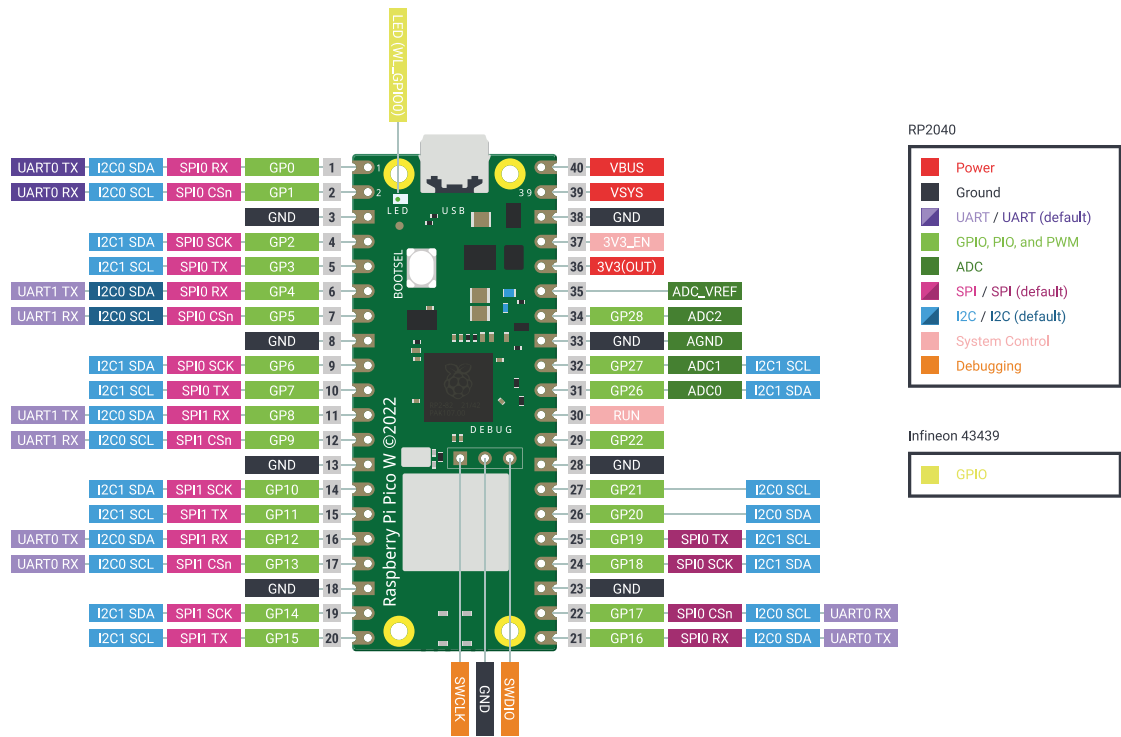 LED (WL_GPIO0)
UART0 TX I2C0 SDA SPI0 RX GP0 1
UART0 RX I2C0 SCL SPI0 CSn GP1 2
GND 3
I2C1 SDA SPI0 SCK GP2 4
I2C1 SCL SPI0 TX GP3 5
UART1 TX I2C0 SDA SPI0 RX GP4 6
UART1 RX I2C0 SCL SPI0 CSn GP5 7
GND 8
I2C1 SDA SPI0 SCK GP6 9
I2C1 SCL SPI0 TX GP7 10
UART1 TX I2C0 SDA SPI1 RX GP8 11
UART1 RX I2C0 SCL SPI1 CSn GP9 12
GND 13
I2C1 SDA SPI1 SCK GP10 14
I2C1 SCL SPI1 TX GP11 15
UART0 TX I2C0 SDA SPI1 RX GP12 16
UART0 RX I2C0 SCL SPI1 CSn GP13 17
GND 18
I2C1 SDA SPI1 SCK GP14 19
I2C1 SCL SPI1 TX GP15 20
1
2
39
LED
USB
BOOTSEL
DEBUG
Raspberry Pi Pico W ©2022
SWCLK
GND
SWDIO
40 VBUS
39 VSYS
38 GND
37 3V3_EN
36 3V3(OUT)
35 ADC_VREF
34 GP28 ADC2
33 GND AGND
32 GP27 ADC1 I2C1 SCL
31 GP26 ADC0 I2C1 SDA
30 RUN
29 GP22
28 GND
27 GP21 I2C0 SCL
26 GP20 I2C0 SDA
25 GP19 SPI0 TX I2C1 SCL
24 GP18 SPI0 SCK I2C1 SDA
23 GND
22 GP17 SPI0 CSn I2C0 SCL UART0 RX
21 GP16 SPI0 RX I2C0 SDA UART0 TX
RP2040
Power
Ground
UART / UART (default)
GPIO, PIO, and PWM
ADC
SPI / SPI (default)
I2C / I2C (default)
System Control
Debugging
Infineon 43439
GPIO